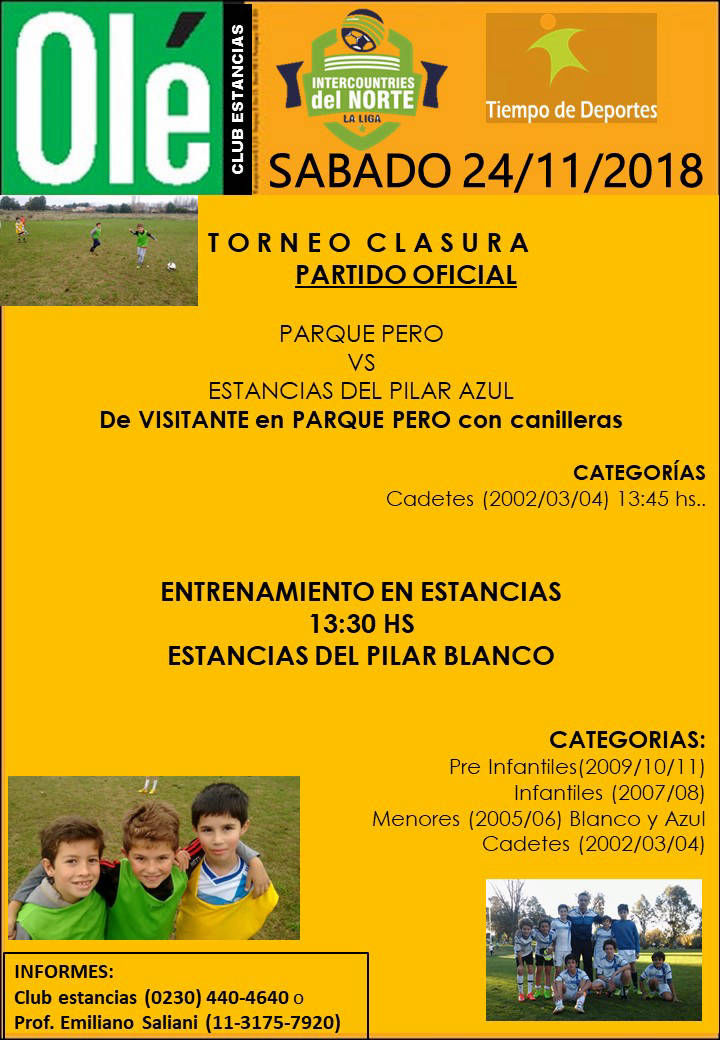 Olé
CLUB ESTANCIAS
INTERCOUNTRIES
del NORTE
LA LIGA
Tiempo de Deportes
SABADO 24/11/2018
TORNEO CLASURA
PARTIDO OFICIAL
PARQUE PERO
VS
ESTANCIAS DEL PILAR AZUL
De VISITANTE en PARQUE PERO con canilleras
CATEGORÍAS
Cadetes (2002/03/04) 13:45 hs..
ENTRENAMIENTO EN ESTANCIAS
13:30 HS
ESTANCIAS DEL PILAR BLANCO
CATEGORIAS:
Pre Infantiles(2009/10/11)
Infantiles (2007/08)
Menores (2005/06) Blanco y Azul
Cadetes (2002/03/04)
INFORMES:
Club estancias (0230) 440-4640 o
Prof. Emiliano Saliani (11-3175-7920)